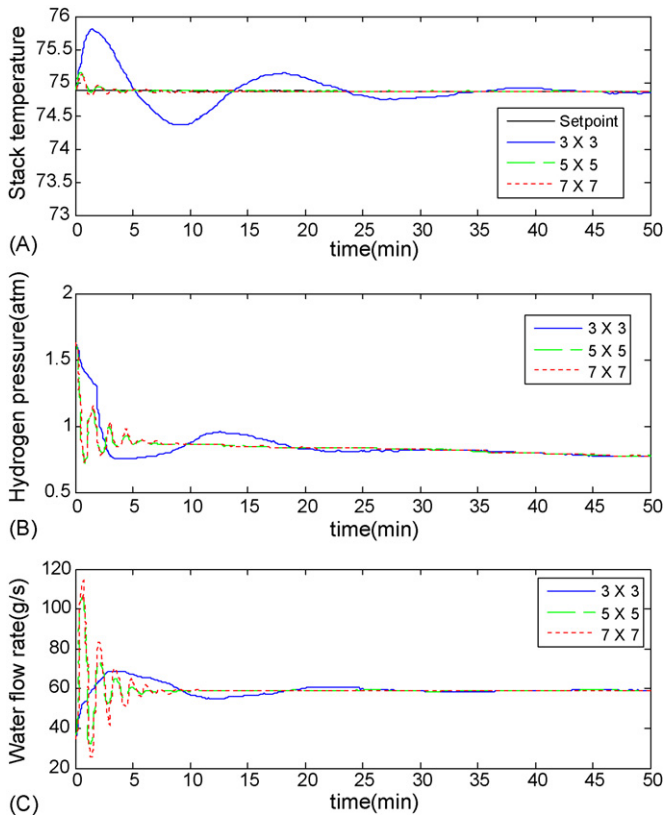 76
75.5
75
74.5
74
73.5
73
Stack temperature
Setpoint
3 X 3
5 X 5
7 X 7
0 5 10 15 20 25 30 35 40 45 50
time(min)
(A)
2
1.5
1
0.5
Hydrogen pressure(atm)
3 X 3
5 X 5
7 X 7
0 5 10 15 20 25 30 35 40 45 50
time(min)
(B)
120
100
80
60
40
20
Water flow rate(g/s)
3 X 3
5 X 5
7 X 7
0 5 10 15 20 25 30 35 40 45 50
time(min)
(C)